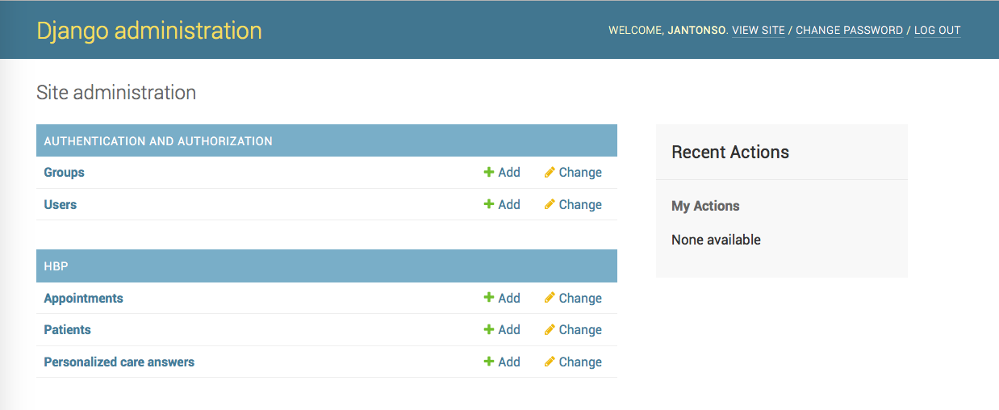 Django administration
WELCOME, JANTONSO. VIEW SITE / CHANGE PASSWORD / LOG OUT
Site administration
AUTHENTICATION AND AUTHORIZATION
Groups Add Change
Users Add Change
HBP
Appointments Add Change
Patients Add Change
Personalized care answers Add Change
Recent Actions
My Actions
None available